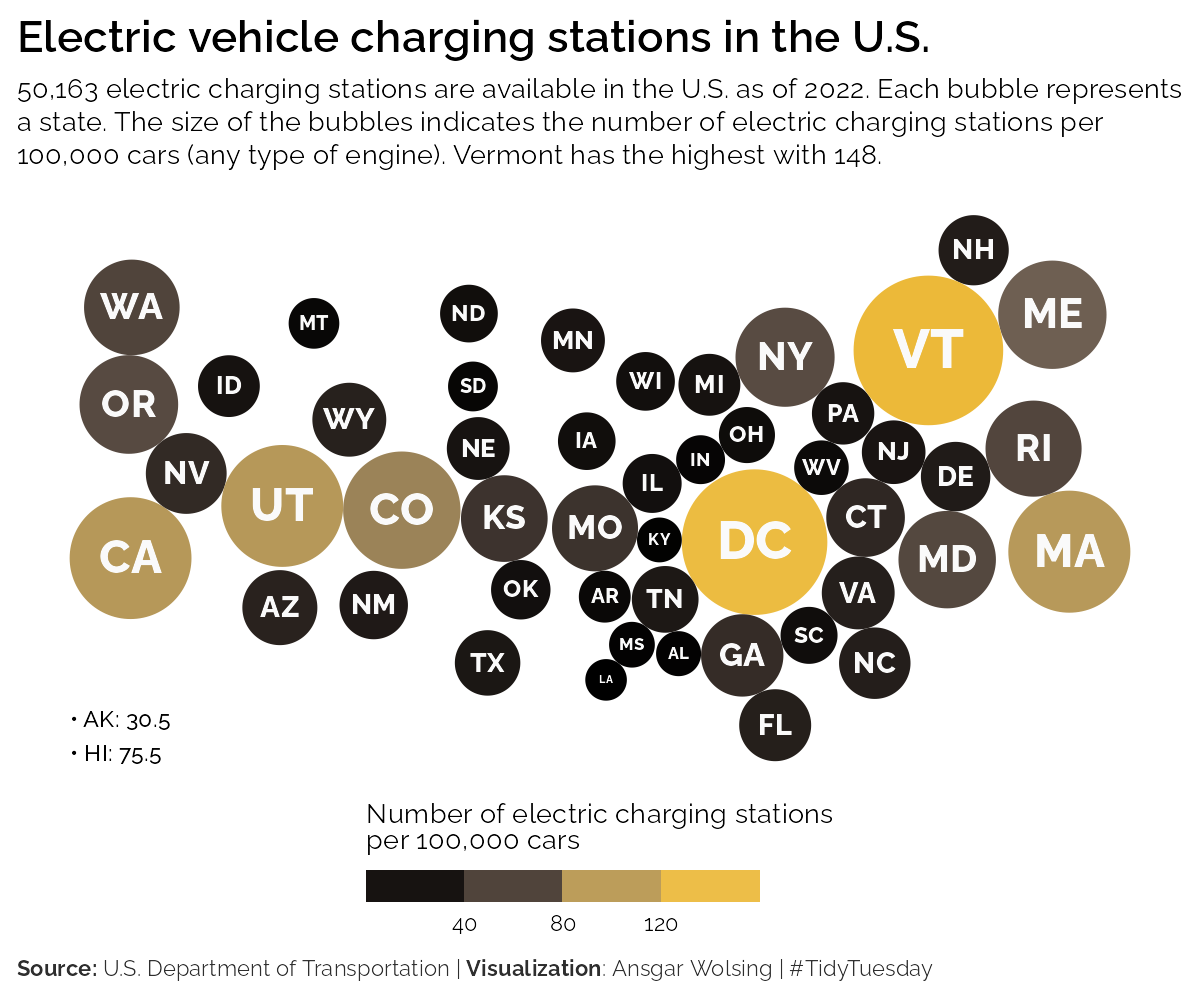 Electric vehicle charging stations in the U.S.
50,163 electric charging stations are available in the U.S. as of 2022. Each bubble represents
a state. The size of the bubbles indicates the number of electric charging stations per
100,000 cars (any type of engine). Vermont has the highest with 148.
NH
WA
MT
ND
MN
NY
VT
ME
OR
ID
WY
SD
WI
MI
PA
NV
NE
IA
IN
OH
WV
NJ
DE
RI
UT
CO
KS
MO
IL
KY
DC
CT
MD
MA
CA
AZ
NM
OK
AR
TN
VA
TX
MS
AL
LA
GA
SC
NC
FL
• AK: 30.5
• HI: 75.5
Number of electric charging stations
per 100,000 cars
40 80 120
Source: U.S. Department of Transportation | Visualization: Ansgar Wolsing | #TidyTuesday